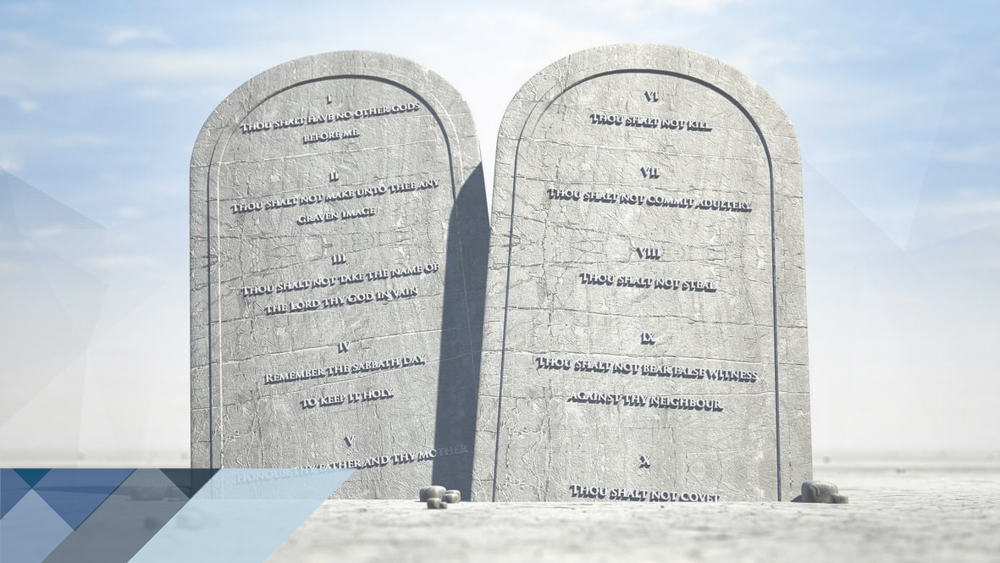 I
THOU SHALT HAVE NO OTHER GODS
BEFORE ME.
II
THOU SHALT NOT MAKE UNTO THEE ANY
GRAVEN IMAGE
III
THOU SHALT NOT TAKE THE NAME OF
THE LORD THY GOD IN VAIN
IV
REMEMBER THE SABBATH DAY,
TO KEEP IT HOLY.
V
HONOUR THY FATHER AND THY MOTHER
VI
THOU SHALT NOT KILL
VII
THOU SHALT NOT COMMIT ADULTERY.
VIII
THOU SHALT NOT STEAL
IX
THOU SHALT NOT BEAR FALSE WITNESS
AGAINST THY NEIGHBOUR.
X
THOU SHALT NOT COVET